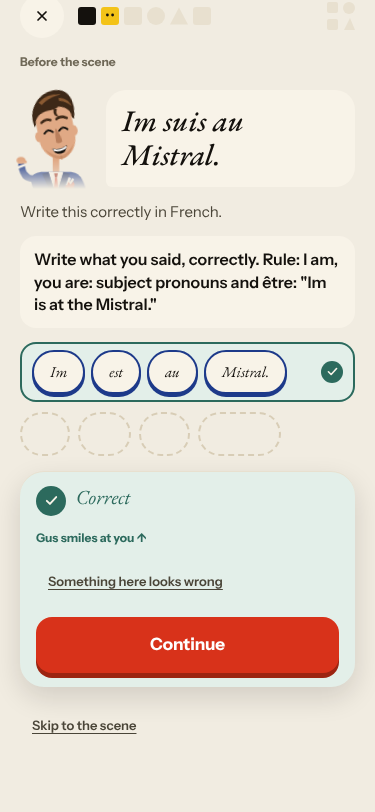 Before the scene
Im suis au
Mistral.
Write this correctly in French.
Write what you said, correctly. Rule: I am,
you are: subject pronouns and être: "Im
is at the Mistral."
Im est au Mistral.
Correct
Gus smiles at you ↑
Something here looks wrong
Continue
Skip to the scene